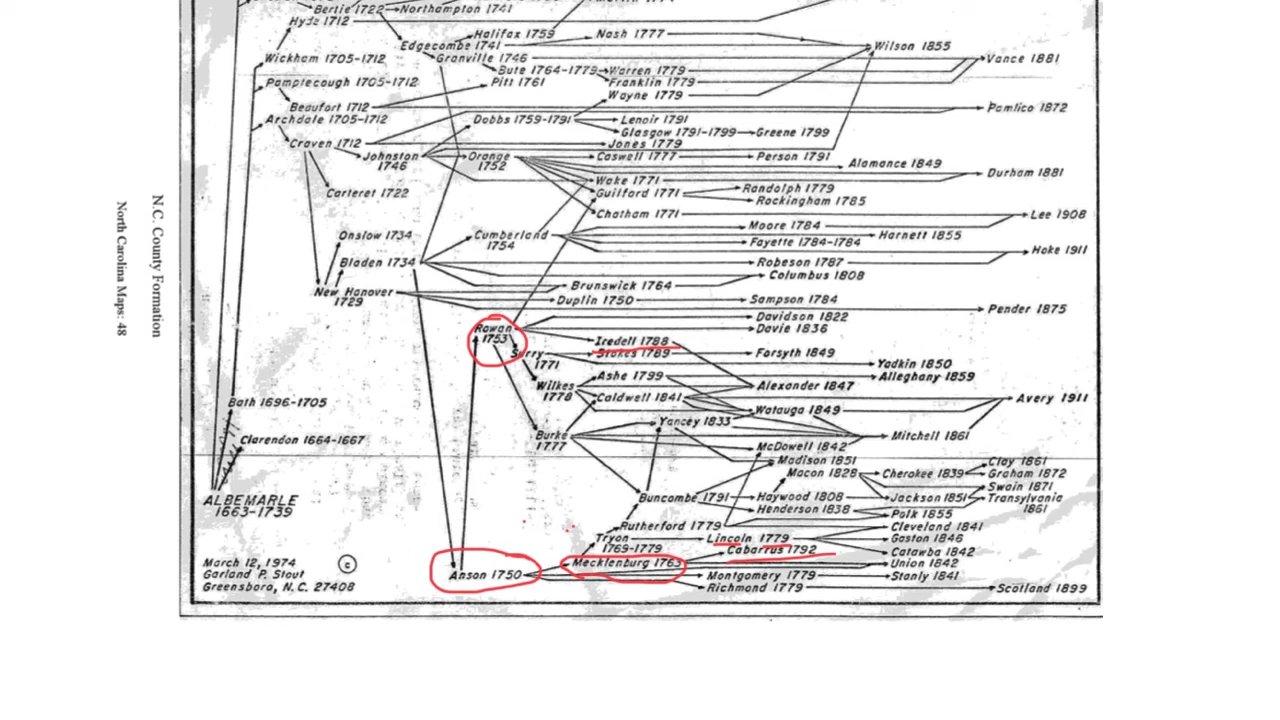 Bertie 1722 Northampton 1741
Hyde 1712
Halifax 1759 Nash 1777
Edgecombe 1741 Wilson 1855
Wickham 1705-1712 Granville 1746 Vance 1881
Bute 1764-1779 Warren 1779
Pamptecough 1705-1712 Pitt 1761 Franklin 1779
Wayne 1779
Beaufort 1712 Pamlico 1872
Archdale 1705-1712 Dobbs 1759-1791 Lenoir 1791
Glasgow 1791-1799 Greene 1799
Craven 1712 Jones 1779
Johnston 1746 Orange 1752 Caswell 1777 Person 1791
Alamance 1849
Durham 1881
Wake 1771
Carteret 1722 Guilford 1771 Randolph 1779
Rockingham 1785
Chatham 1771 Lee 1908
Moore 1784
Onslow 1734 Cumberland 1754 Harnett 1855
Fayette 1784-1784
Hoke 1911
Bladen 1734 Robeson 1787
Columbus 1808
Brunswick 1764
New Hanover 1729 Duplin 1750 Sampson 1784
Pender 1875
Davidson 1822
Rowan 1753 Davie 1836
Iredell 1788
Surry 1771 Stokes 1789 Forsyth 1849
Yadkin 1850
Ashe 1799 Alleghany 1859
Wilkes 1778 Alexander 1847
Caldwell 1841 Avery 1911
Bath 1696-1705 Watauga 1849
Yancey 1833
Clarendon 1664-1667 Burke 1777 Mitchell 1861
McDowell 1842
Madison 1851 Clay 1861
Macon 1828 Cherokee 1839 Graham 1872
Swain 1871
ALBEMARLE Buncombe 1791 Haywood 1808 Jackson 1851 Transylvania
1663-1739 Henderson 1838 1861
Polk 1855
Rutherford 1779 Cleveland 1841
Tryon 1769-1779 Lincoln 1779 Gaston 1846
Cabarrus 1792 Catawba 1842
Mecklenburg 1763 Union 1842
Anson 1750 Montgomery 1779 Stanly 1841
Richmond 1779 Scotland 1899
March 12, 1974
Garland P. Stout
Greensboro, N.C. 27408
©
N.C. County Formation
North Carolina Maps: 48